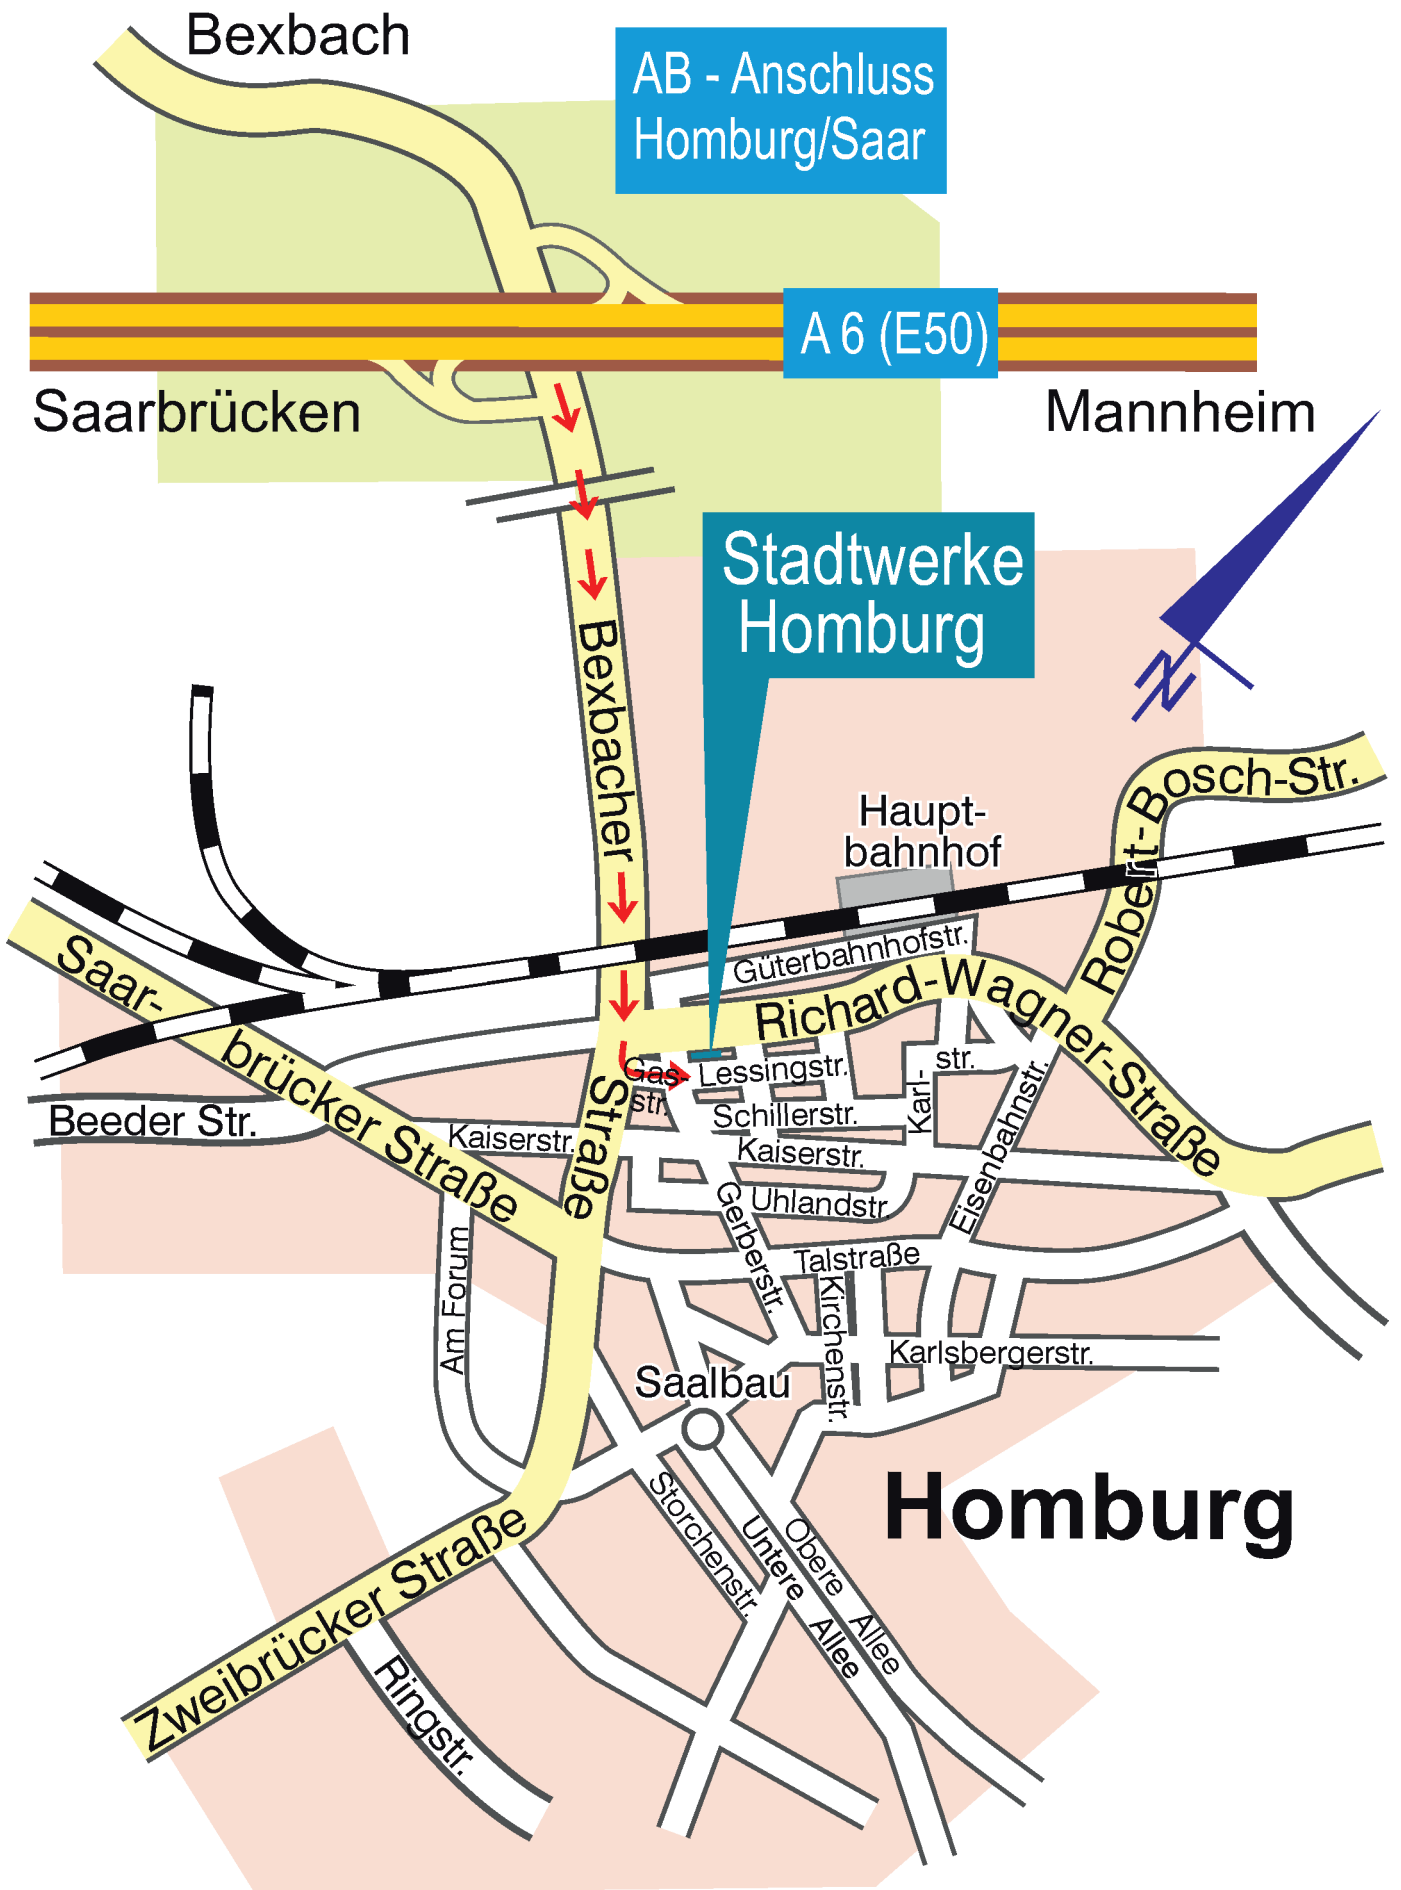 Bexbach
AB - Anschluss
Homburg/Saar
A 6 (E50)
Saarbrücken
Mannheim
Stadtwerke
Homburg
N
Bexbacher
Straße
Haupt-
bahnhof
Robert-Bosch-Str.
Güterbahnhofstr.
Richard-Wagner-Straße
Saar-
brücker Straße
Gas-
str.
Lessingstr.
Karl-
str.
Eisenbahnstr.
Beeder Str.
Schillerstr.
Kaiserstr.
Kaiserstr.
Uhlandstr.
Gerberstr.
Talstraße
Am Forum
Kirchenstr.
Karlsbergerstr.
Saalbau
Homburg
Storchenstr.
Untere Allee
Obere Allee
Zweibrücker Straße
Ringstr.